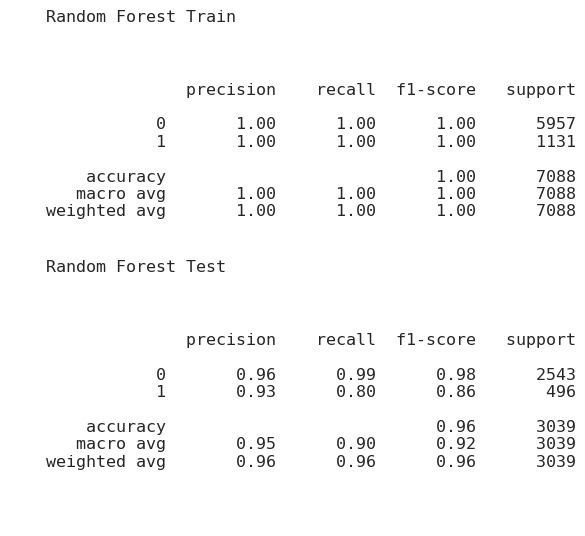 Random Forest Train
precision recall f1-score support
0 1.00 1.00 1.00 5957
1 1.00 1.00 1.00 1131
accuracy 1.00 7088
macro avg 1.00 1.00 1.00 7088
weighted avg 1.00 1.00 1.00 7088
Random Forest Test
precision recall f1-score support
0 0.96 0.99 0.98 2543
1 0.93 0.80 0.86 496
accuracy 0.96 3039
macro avg 0.95 0.90 0.92 3039
weighted avg 0.96 0.96 0.96 3039